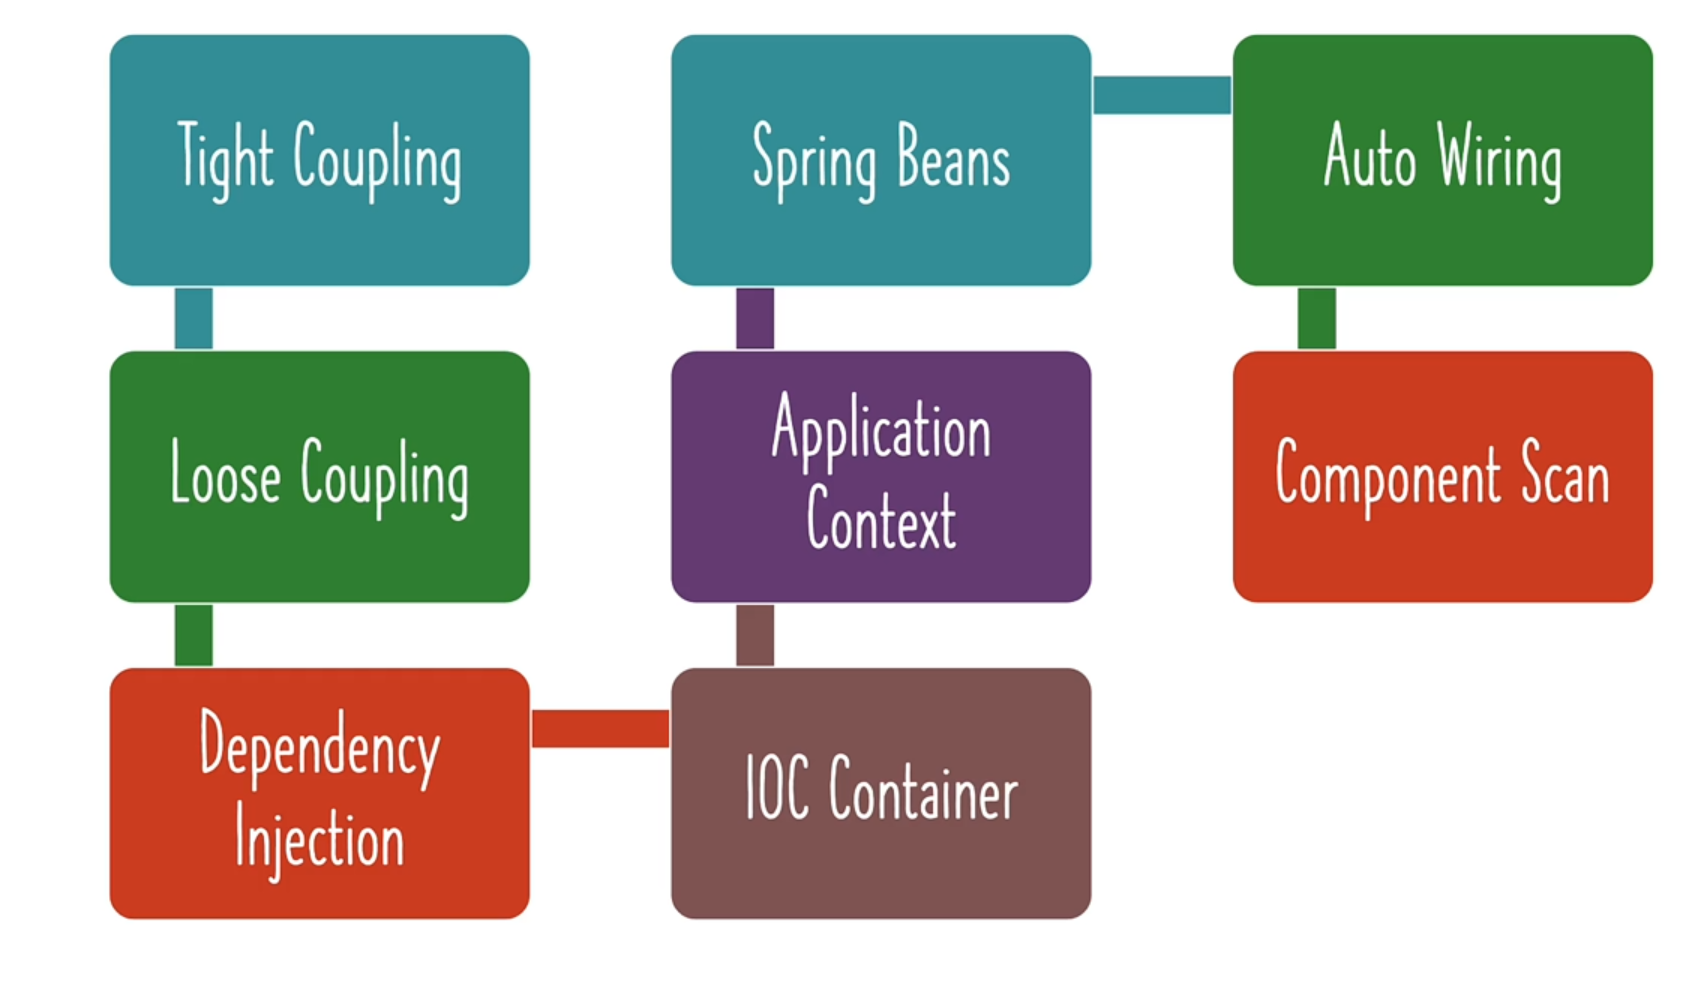 Tight Coupling
Loose Coupling
Dependency
Injection
IOC Container
Application
Context
Spring Beans
Auto Wiring
Component Scan